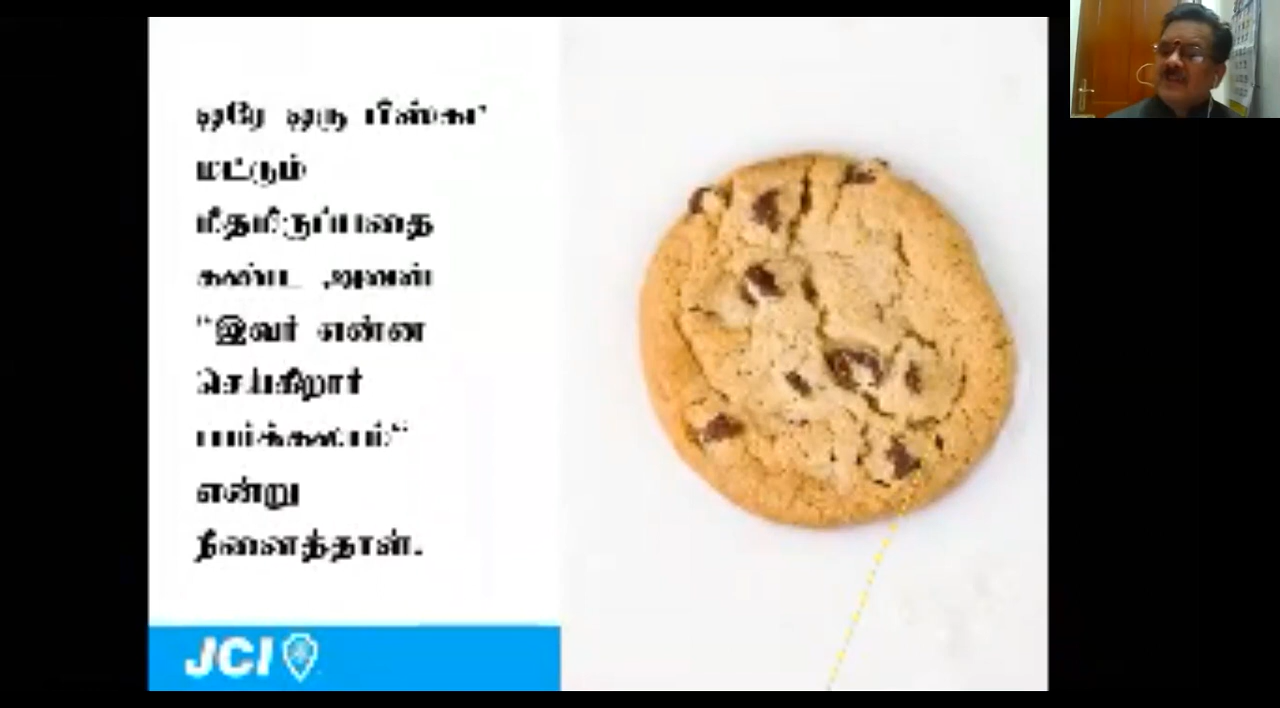 ஒரே ஒரு பிஸ்கட்
மட்டும்
மீதமிருப்பதை
கண்ட அவள்
"இவர் என்ன
செய்கிறார்
பார்க்கலாம்"
என்று
நினைத்தாள்.
JCI